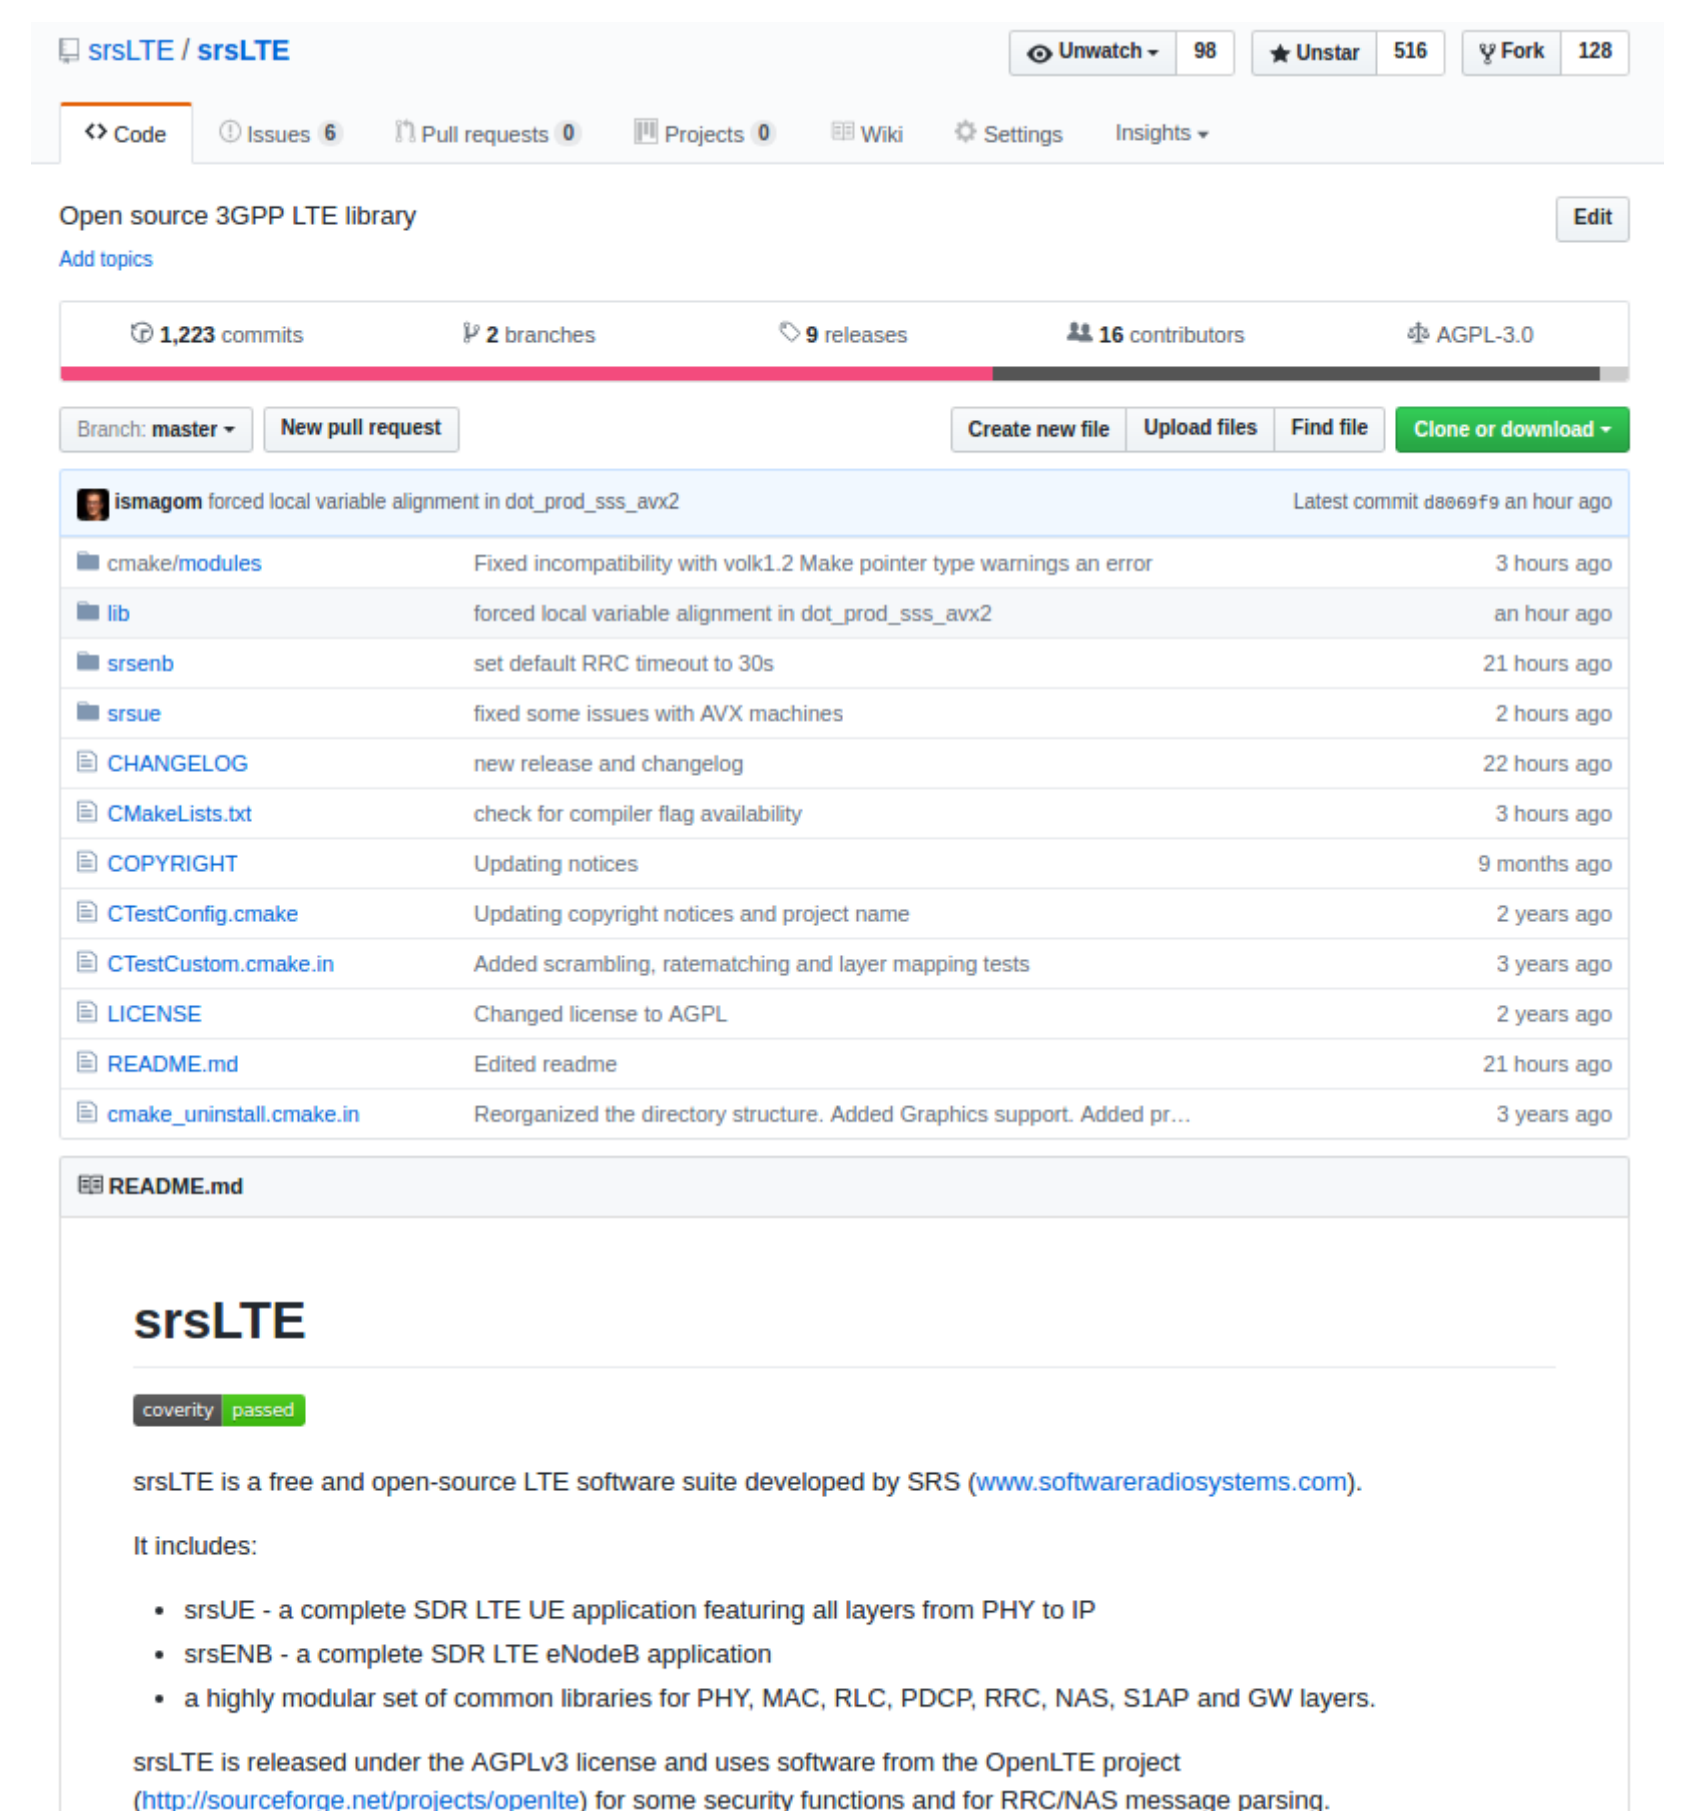 srsLTE / srsLTE Unwatch 98 Unstar 516 Fork 128
Code Issues 6 Pull requests 0 Projects 0 Wiki Settings Insights
Open source 3GPP LTE library Edit
Add topics
1,223 commits 2 branches 9 releases 16 contributors AGPL-3.0
Branch: master New pull request Create new file Upload files Find file Clone or download
ismagom forced local variable alignment in dot_prod_sss_avx2 Latest commit d8069f9 an hour ago
cmake/modules Fixed incompatibility with volk1.2 Make pointer type warnings an error 3 hours ago
lib forced local variable alignment in dot_prod_sss_avx2 an hour ago
srsenb set default RRC timeout to 30s 21 hours ago
srsue fixed some issues with AVX machines 2 hours ago
CHANGELOG new release and changelog 22 hours ago
CMakeLists.txt check for compiler flag availability 3 hours ago
COPYRIGHT Updating notices 9 months ago
CTestConfig.cmake Updating copyright notices and project name 2 years ago
CTestCustom.cmake.in Added scrambling, ratematching and layer mapping tests 3 years ago
LICENSE Changed license to AGPL 2 years ago
README.md Edited readme 21 hours ago
cmake_uninstall.cmake.in Reorganized the directory structure. Added Graphics support. Added pr… 3 years ago
README.md
srsLTE
coverity passed
srsLTE is a free and open-source LTE software suite developed by SRS (www.softwareradiosystems.com).
It includes:
• srsUE - a complete SDR LTE UE application featuring all layers from PHY to IP
• srsENB - a complete SDR LTE eNodeB application
• a highly modular set of common libraries for PHY, MAC, RLC, PDCP, RRC, NAS, S1AP and GW layers.
srsLTE is released under the AGPLv3 license and uses software from the OpenLTE project
(http://sourceforge.net/projects/openlte) for some security functions and for RRC/NAS message parsing.